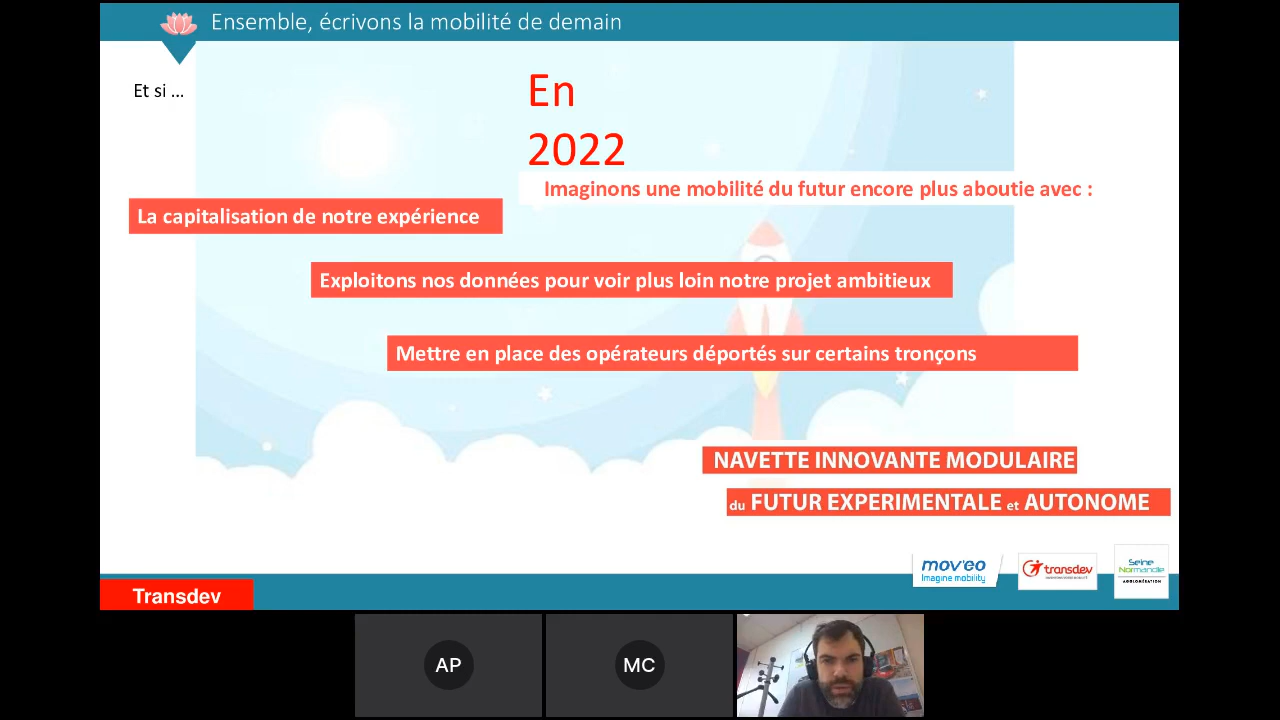 Ensemble, écrivons la mobilité de demain
Et si ...
En
2022
Imaginons une mobilité du futur encore plus aboutie avec :
La capitalisation de notre expérience
Exploitons nos données pour voir plus loin notre projet ambitieux
Mettre en place des opérateurs déportés sur certains tronçons
NAVETTE INNOVANTE MODULAIRE
du FUTUR EXPERIMENTALE et AUTONOME
mov'eo
Imagine mobility
transdev
Seine
Normandie
AGGLOMÉRATION
Transdev
AP
MC